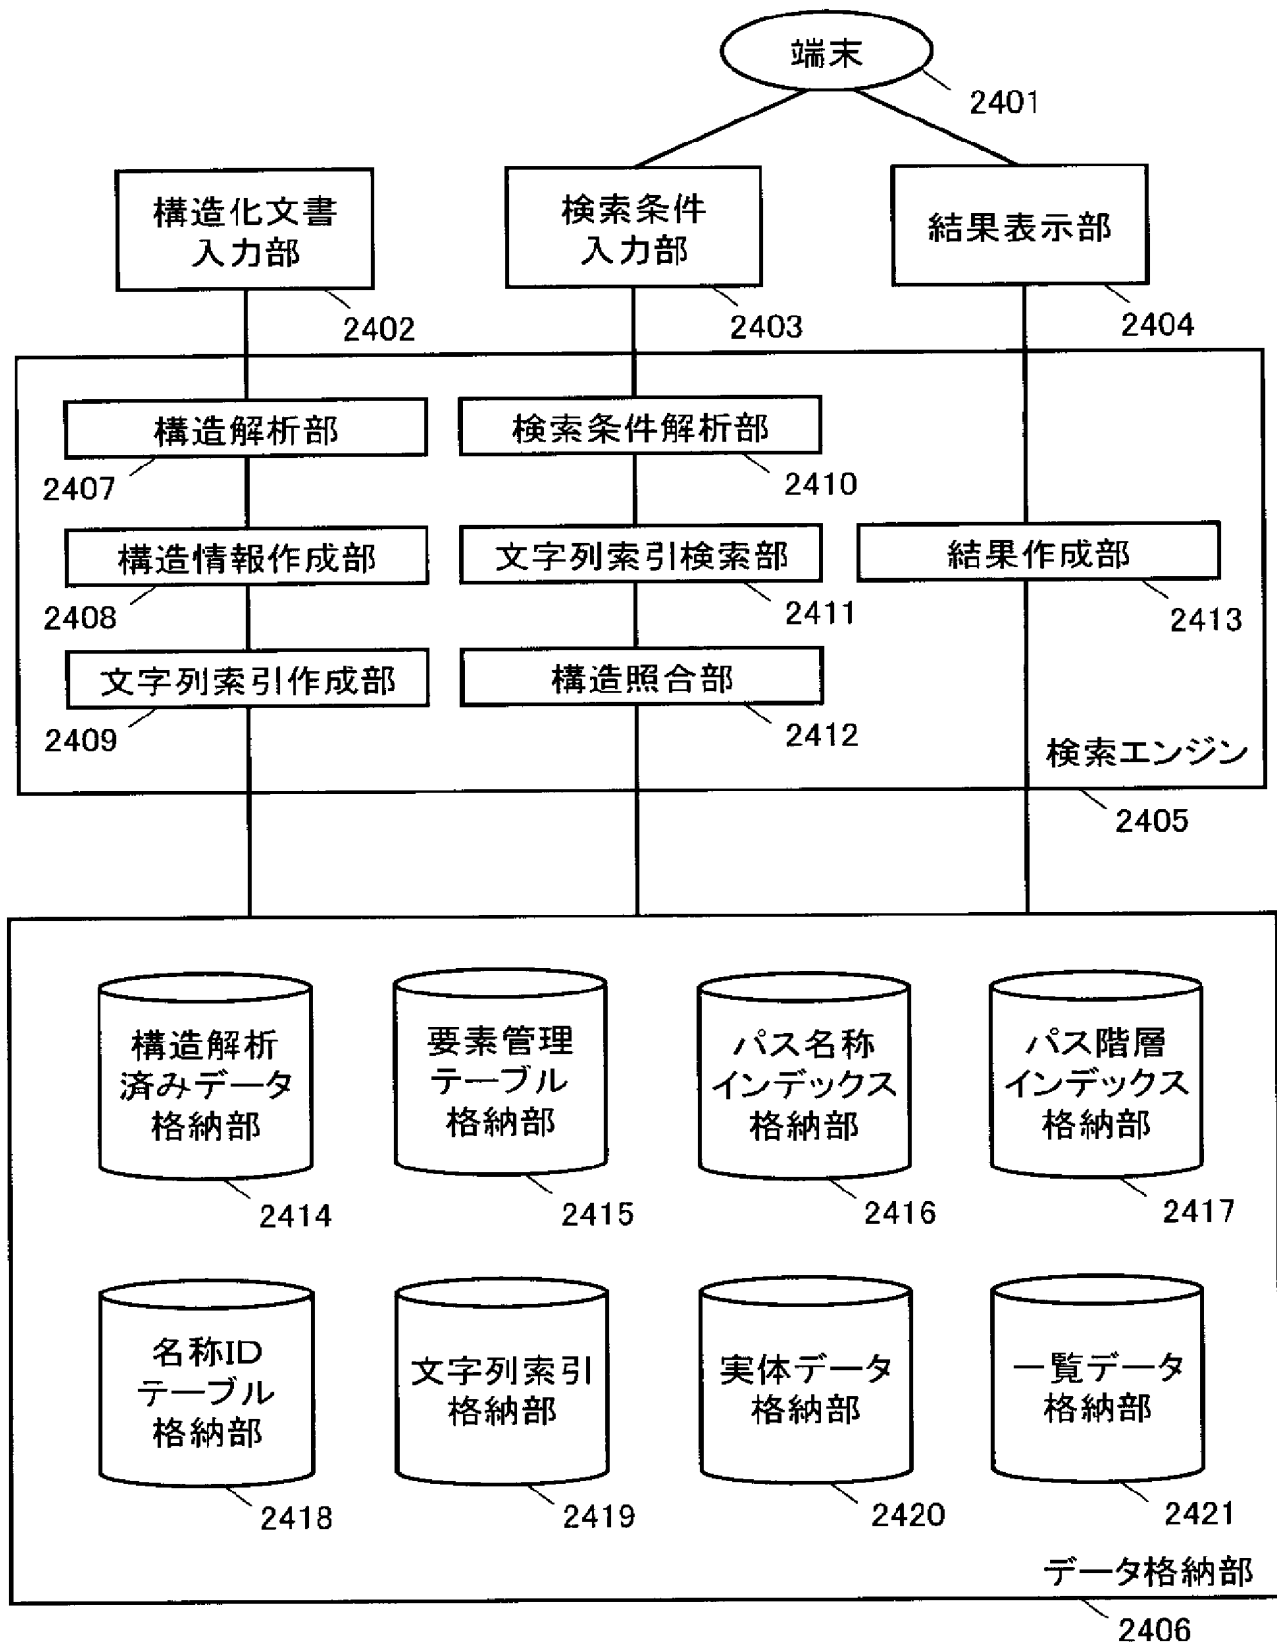 端末
2401
構造化文書
入力部
2402
検索条件
入力部
2403
結果表示部
2404
構造解析部
2407
検索条件解析部
2410
構造情報作成部
2408
文字列索引検索部
2411
結果作成部
2413
文字列索引作成部
2409
構造照合部
2412
検索エンジン
2405
構造解析
済みデータ
格納部
2414
要素管理
テーブル
格納部
2415
パス名称
インデックス
格納部
2416
パス階層
インデックス
格納部
2417
名称ID
テーブル
格納部
2418
文字列索引
格納部
2419
実体データ
格納部
2420
一覧データ
格納部
2421
データ格納部
2406